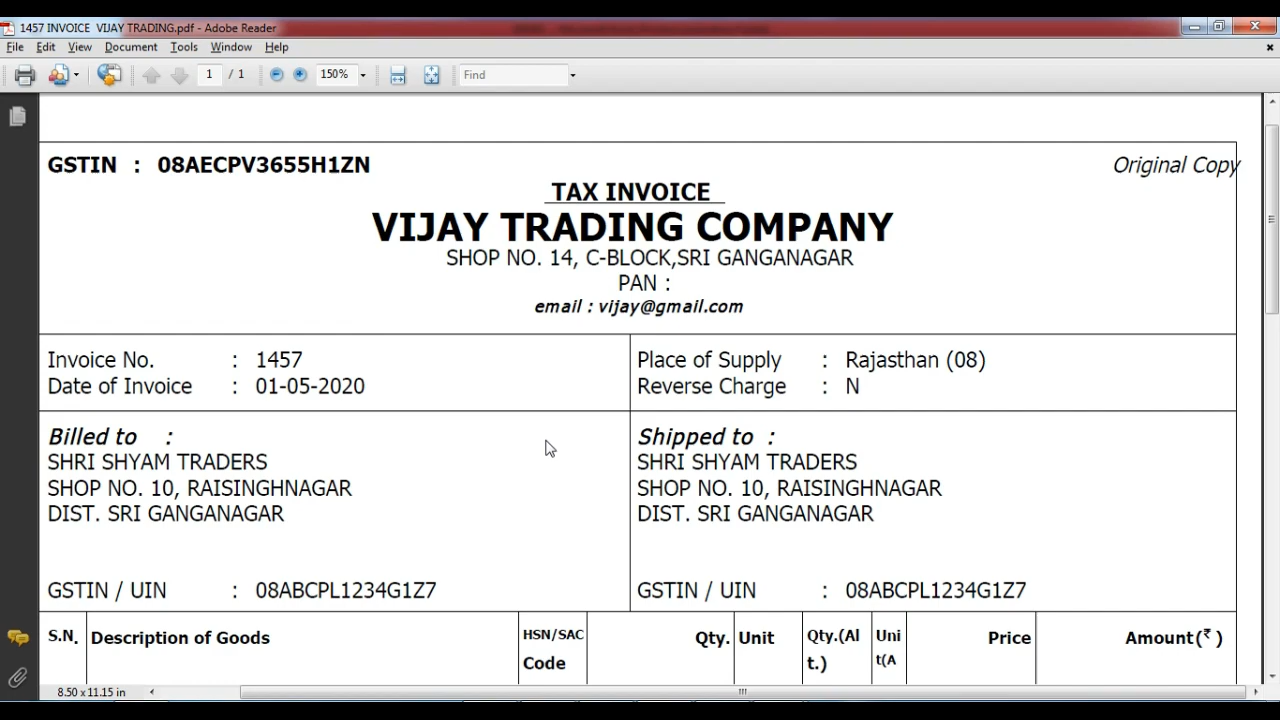 1457 INVOICE VIJAY TRADING.pdf - Adobe Reader
File Edit View Document Tools Window Help
1 / 1 150% Find
GSTIN : 08AECPV3655H1ZN Original Copy
TAX INVOICE
VIJAY TRADING COMPANY
SHOP NO. 14, C-BLOCK,SRI GANGANAGAR
PAN :
email : vijay@gmail.com
Invoice No. : 1457 Place of Supply : Rajasthan (08)
Date of Invoice : 01-05-2020 Reverse Charge : N
Billed to : Shipped to :
SHRI SHYAM TRADERS SHRI SHYAM TRADERS
SHOP NO. 10, RAISINGHNAGAR SHOP NO. 10, RAISINGHNAGAR
DIST. SRI GANGANAGAR DIST. SRI GANGANAGAR
GSTIN / UIN : 08ABCPL1234G1Z7 GSTIN / UIN : 08ABCPL1234G1Z7
S.N. Description of Goods HSN/SAC Qty. Unit Qty.(Al Uni Price Amount(₹ )
Code t.) t(A
8.50 x 11.15 in